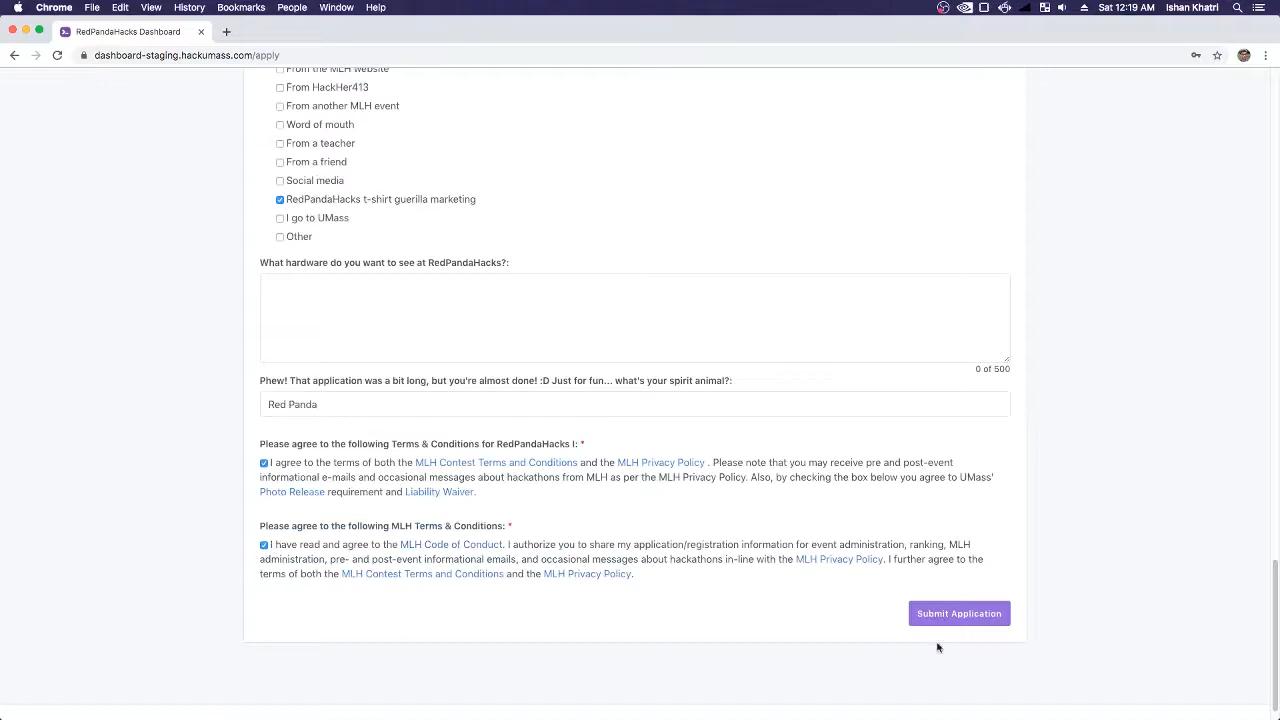 Chrome File Edit View History Bookmarks People Window Help Sat 12:19 AM Ishan Khatri
RedPandaHacks Dashboard
dashboard-staging.hackumass.com/apply
From the MLH website
From HackHer413
From another MLH event
Word of mouth
From a teacher
From a friend
Social media
RedPandaHacks t-shirt guerilla marketing
I go to UMass
Other
What hardware do you want to see at RedPandaHacks?:
0 of 500
Phew! That application was a bit long, but you're almost done! :D Just for fun... what's your spirit animal?:
Red Panda
Please agree to the following Terms & Conditions for RedPandaHacks I: *
I agree to the terms of both the MLH Contest Terms and Conditions and the MLH Privacy Policy . Please note that you may receive pre and post-event
informational e-mails and occasional messages about hackathons from MLH as per the MLH Privacy Policy. Also, by checking the box below you agree to UMass'
Photo Release requirement and Liability Waiver.
Please agree to the following MLH Terms & Conditions: *
I have read and agree to the MLH Code of Conduct. I authorize you to share my application/registration information for event administration, ranking, MLH
administration, pre- and post-event informational emails, and occasional messages about hackathons in-line with the MLH Privacy Policy. I further agree to the
terms of both the MLH Contest Terms and Conditions and the MLH Privacy Policy.
Submit Application